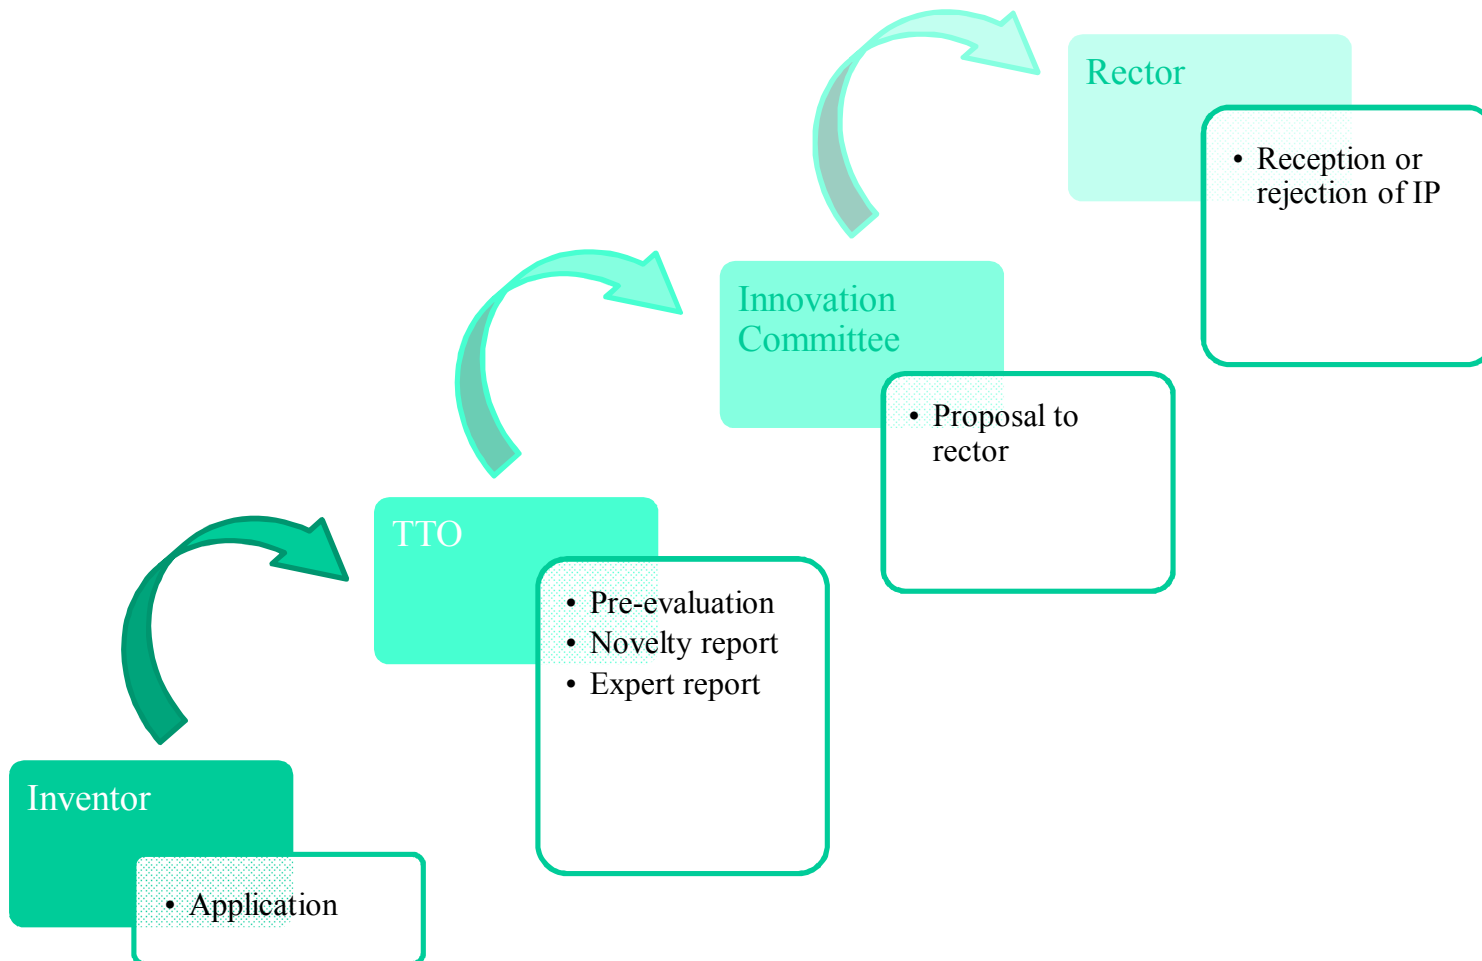 Rector
• Reception or
rejection of IP
Innovation
Committee
• Proposal to
rector
TTO
• Pre-evaluation
• Novelty report
• Expert report
Inventor
• Application